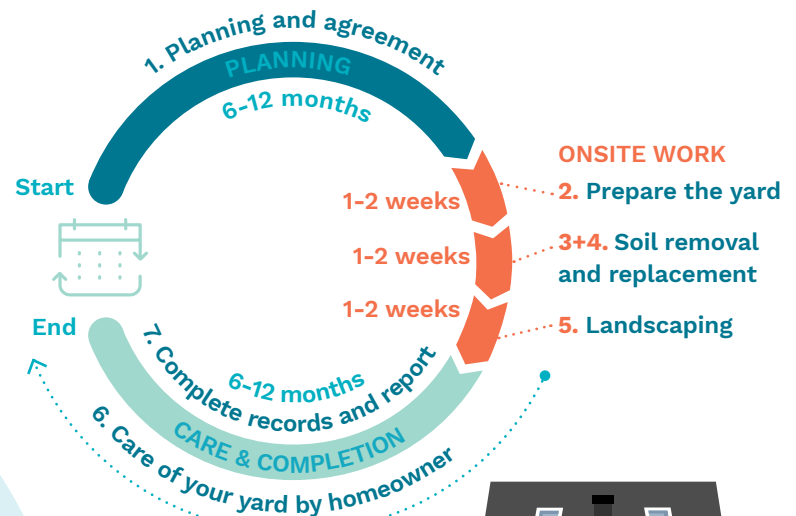 1. Planning and agreement
PLANNING
6-12 months
Start
ONSITE WORK
1-2 weeks
2. Prepare the yard
1-2 weeks
3+4. Soil removal
and replacement
1-2 weeks
5. Landscaping
End
6-12 months
7. Complete records and report
CARE & COMPLETION
6. Care of your yard by homeowner